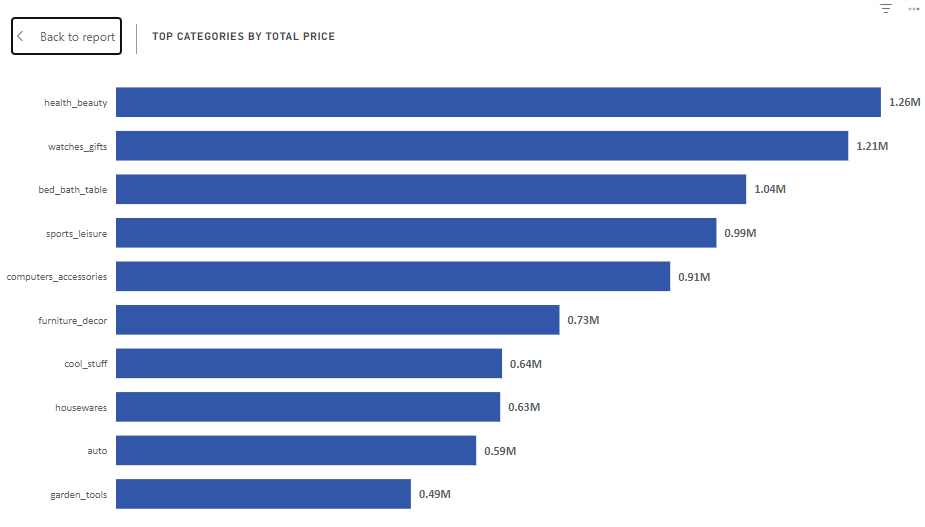 Back to report
TOP CATEGORIES BY TOTAL PRICE
health_beauty 1.26M
watches_gifts 1.21M
bed_bath_table 1.04M
sports_leisure 0.99M
computers_accessories 0.91M
furniture_decor 0.73M
cool_stuff 0.64M
housewares 0.63M
auto 0.59M
garden_tools 0.49M